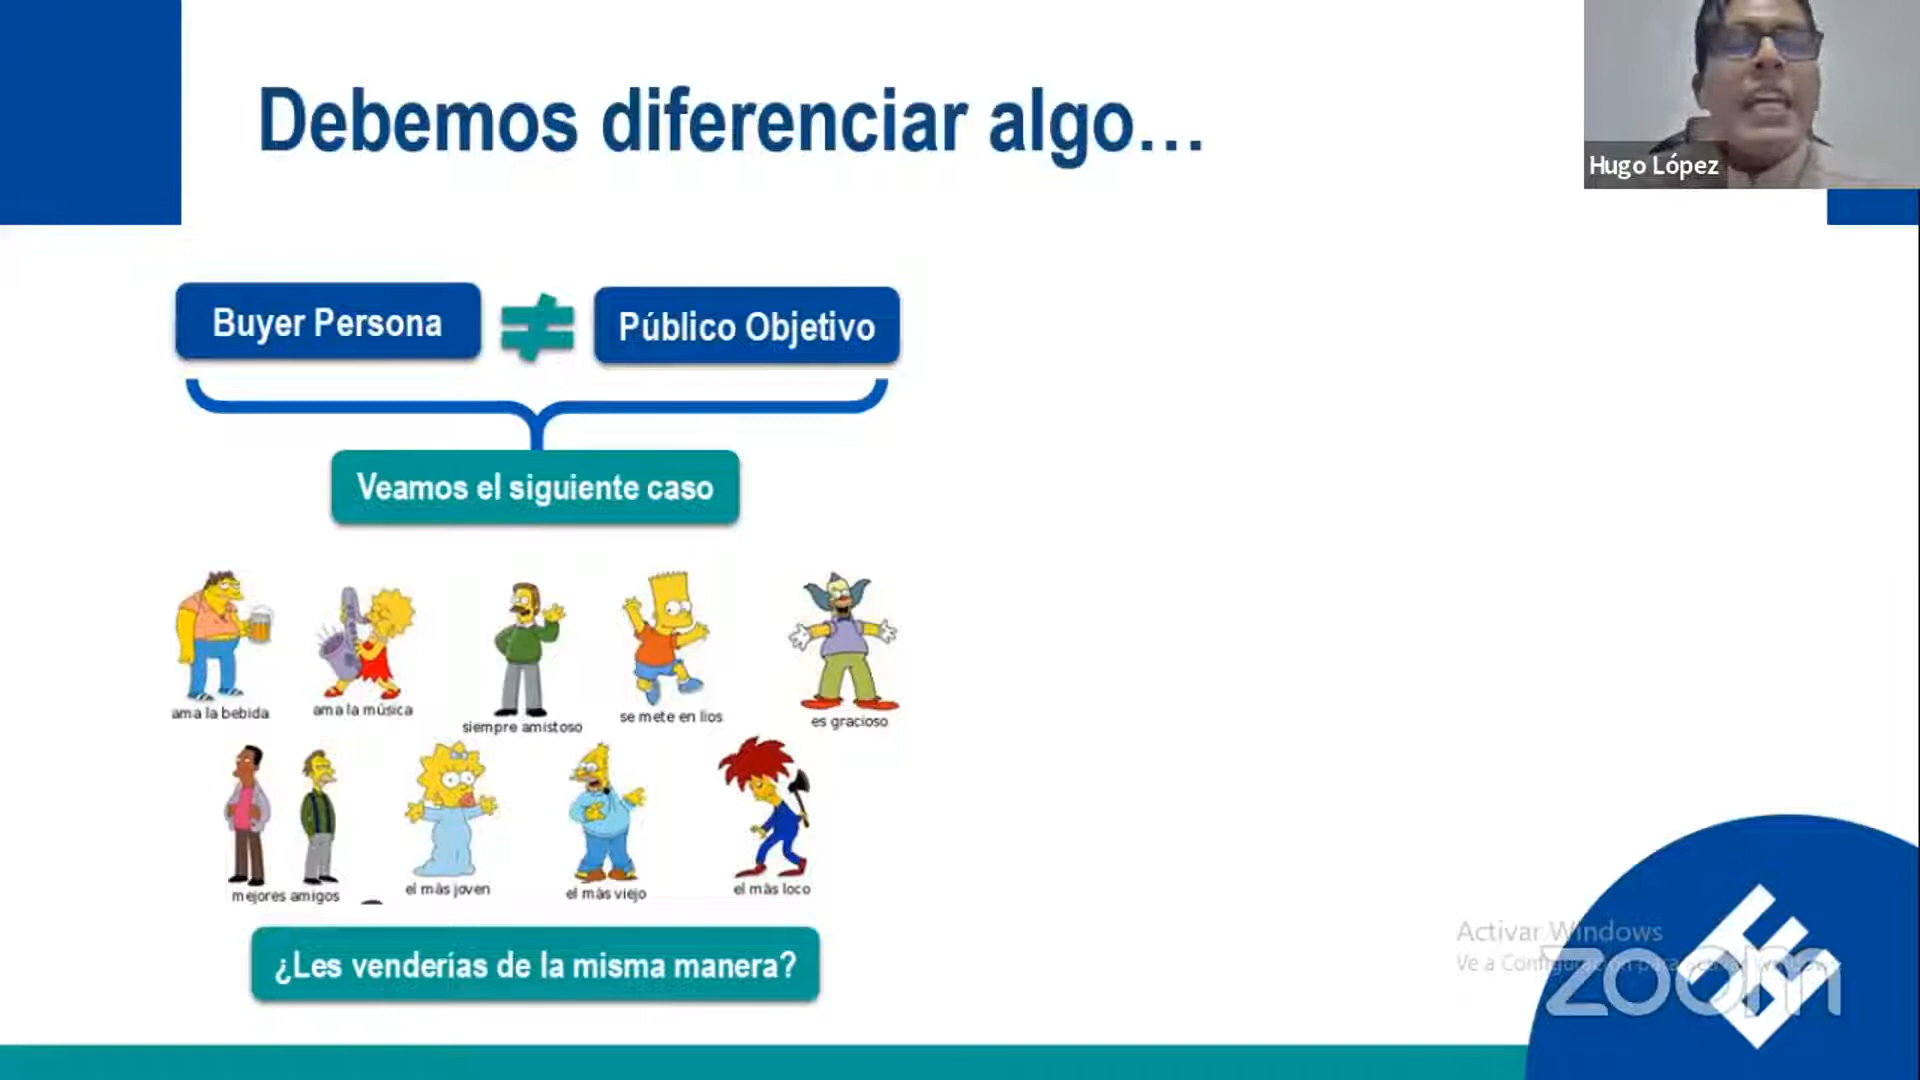 Debemos diferenciar algo...
Hugo López
Buyer Persona
Público Objetivo
Veamos el siguiente caso
ama la bebida
ama la música
siempre amistoso
se mete en lios
es gracioso
mejores amigos
el más joven
el más viejo
el más loco
¿Les venderías de la misma manera?
Activar Windows
Ve a
zoom